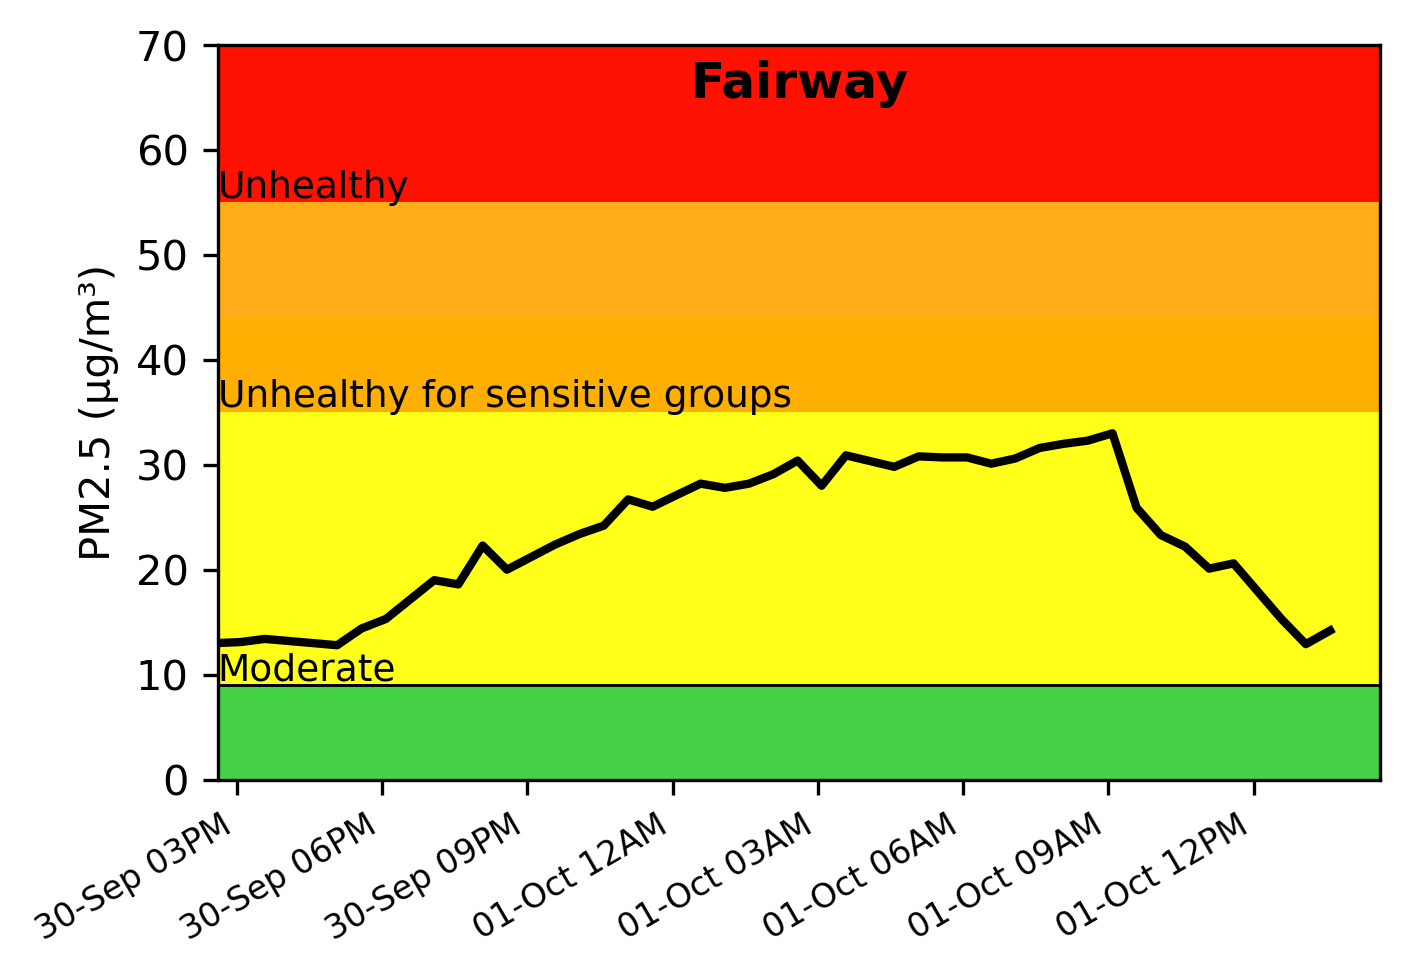 Fairway
PM2.5 (µg/m³)
70
60
50
40
30
20
10
0
Unhealthy
Unhealthy for sensitive groups
Moderate
30-Sep 03PM
30-Sep 06PM
30-Sep 09PM
01-Oct 12AM
01-Oct 03AM
01-Oct 06AM
01-Oct 09AM
01-Oct 12PM